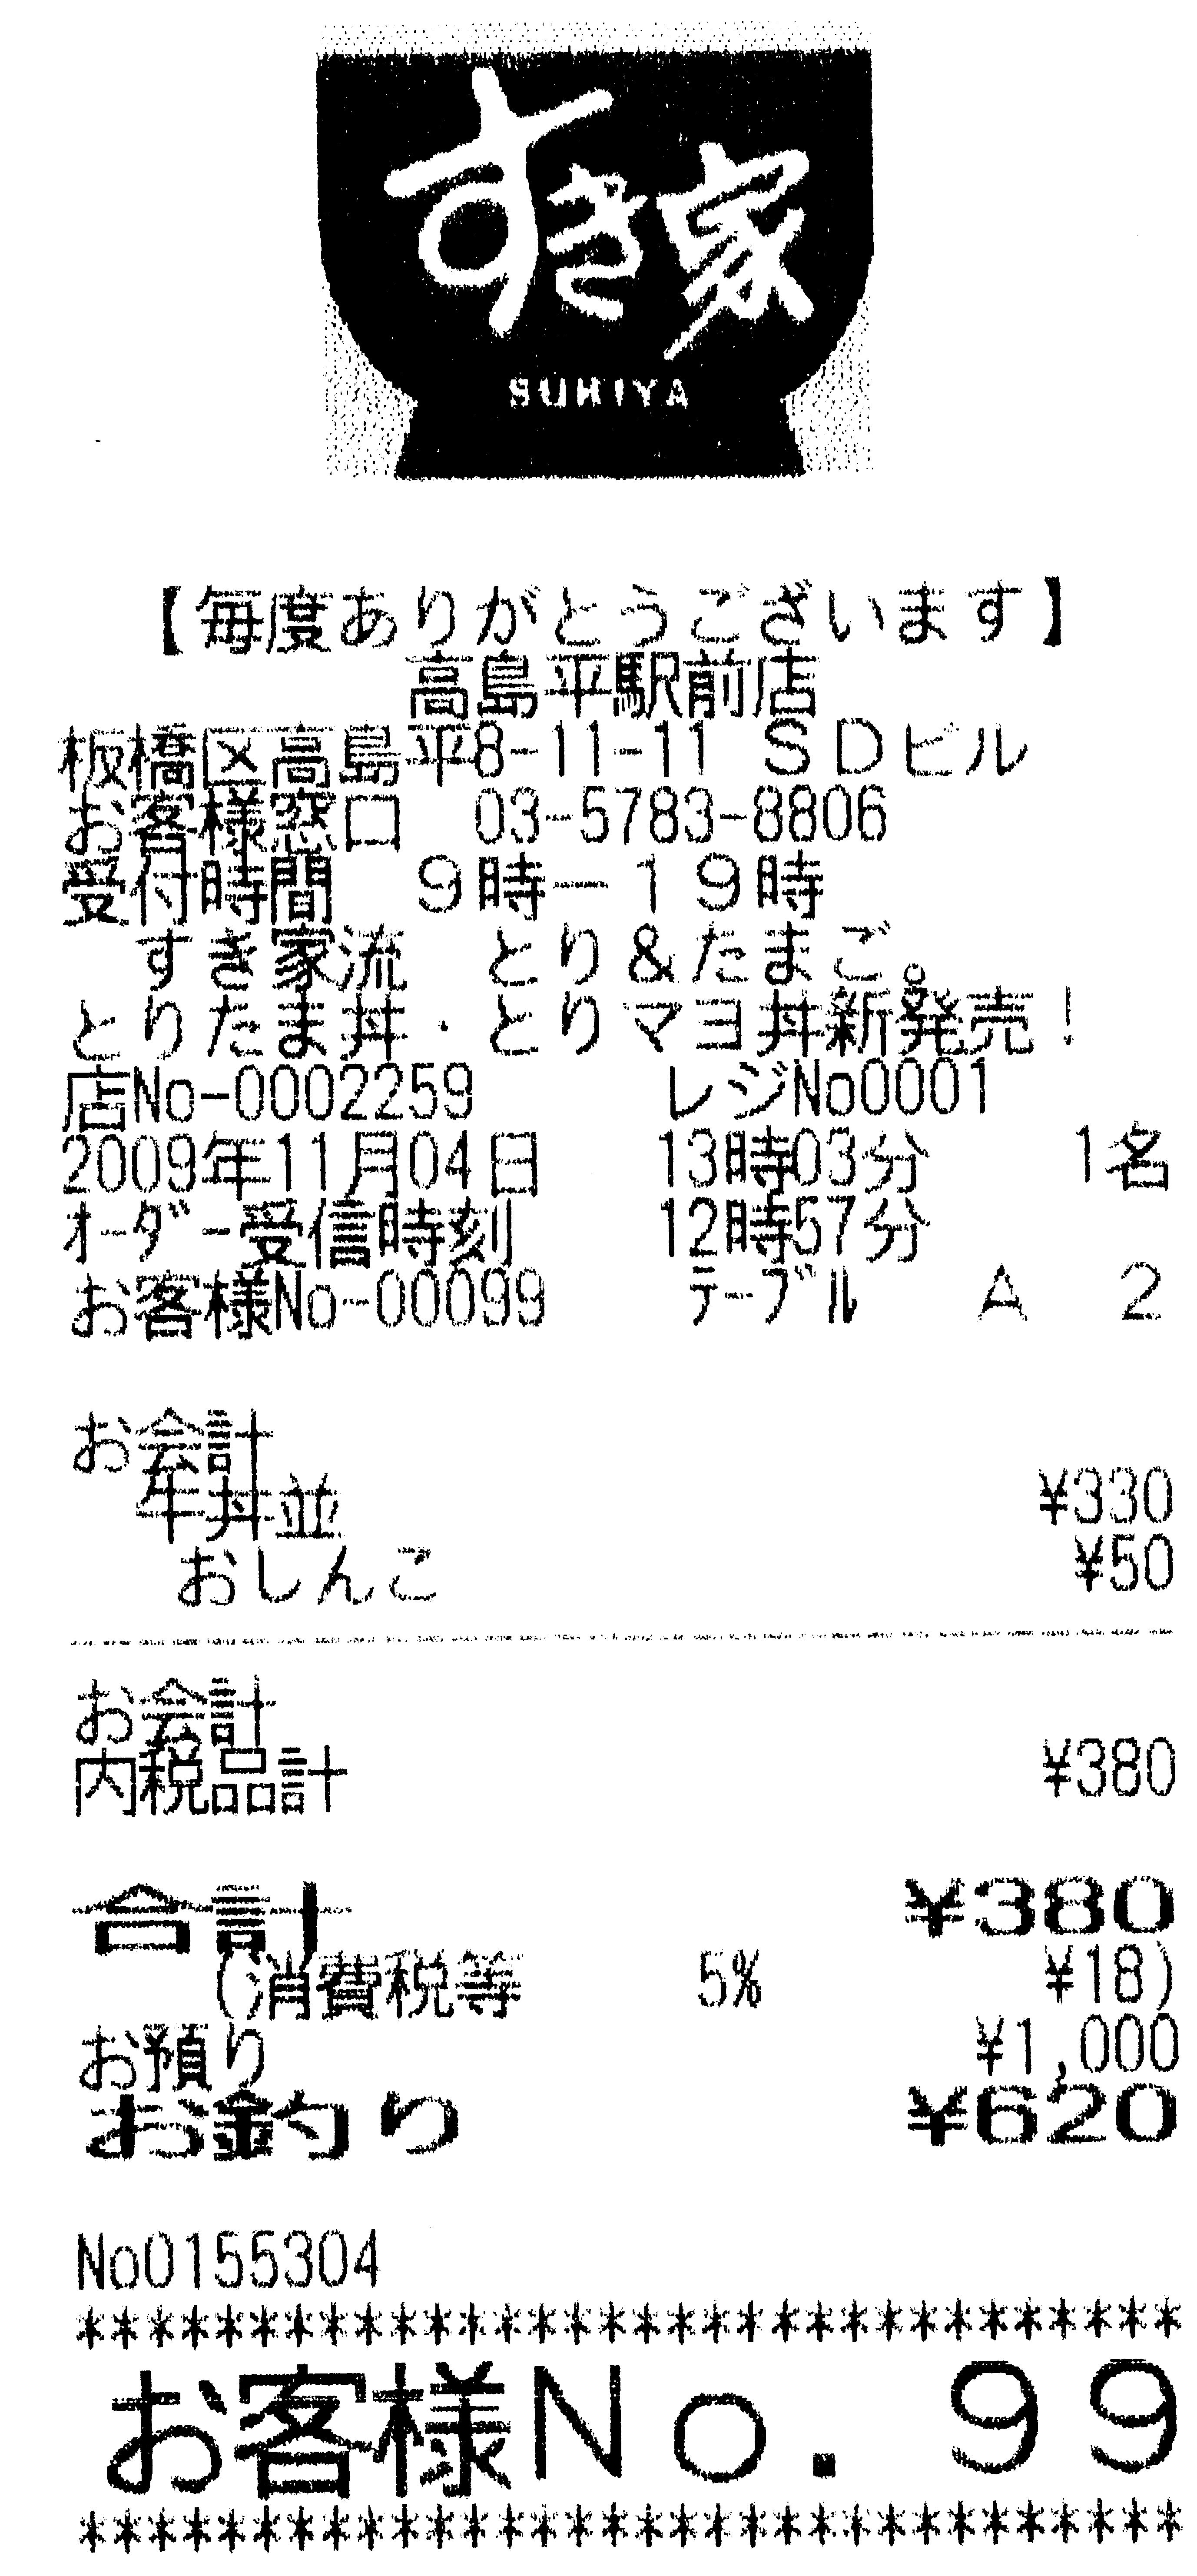 すき家
SUKIYA
【毎度ありがとうございます】
高島平駅前店
板橋区高島平8-11-11 ＳＤビル
お客様窓口 03-5783-8806
受付時間 ９時－１９時
すき家流 とり＆たまご。
とりたま丼・とりマヨ丼新発売！
店No-0002259 レジNo0001
2009年11月04日 13時03分 1名
ｵｰﾀﾞｰ受信時刻 12時57分
お客様No-00099 ﾃｰﾌﾞﾙ Ａ ２
お会計
牛丼並 ¥330
おしんこ ¥50
お会計
内税品計 ¥380
合計 ¥380
(消費税等 5% ¥18)
お預り ¥1,000
お釣り ¥620
No0155304
********************************
お客様Ｎｏ．９９
********************************